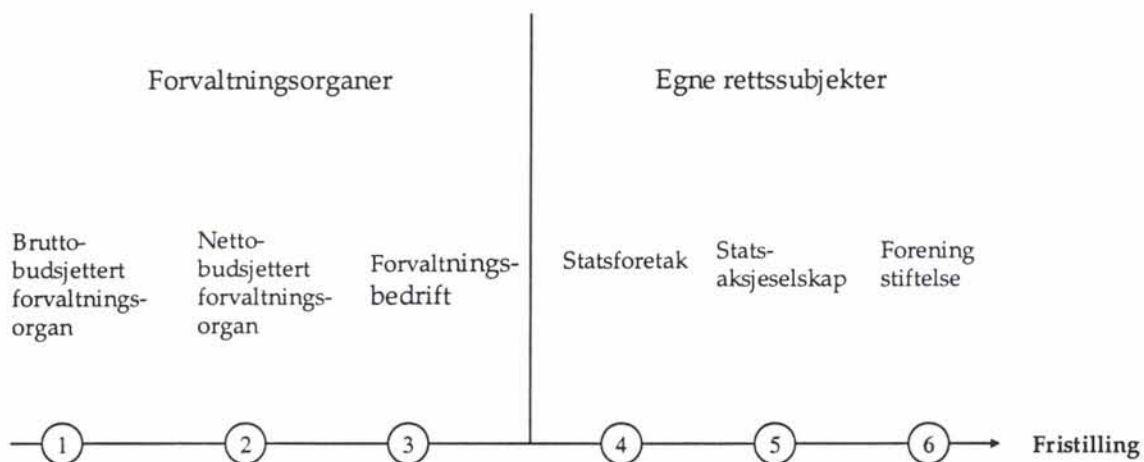 Forvaltningsorganer
Egne rettssubjekter
Brutto-
budsjettert
forvaltnings-
organ
Netto-
budsjettert
forvaltnings-
organ
Forvaltnings-
bedrift
Statsforetak
Stats-
aksjeselskap
Forening
stiftelse
1
2
3
4
5
6
Fristilling